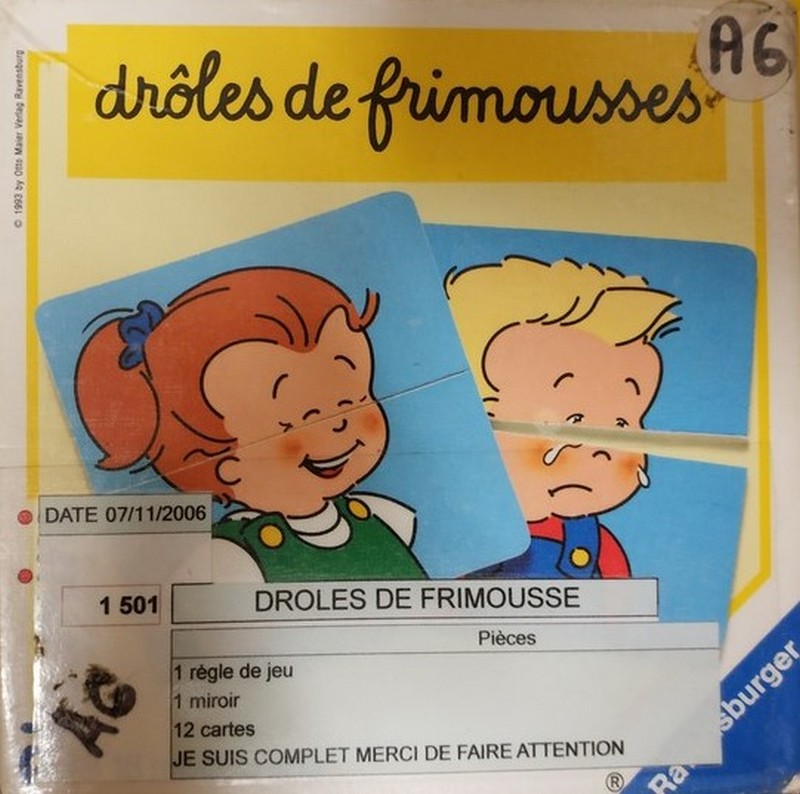 A6
drôles de frimousses
© 1993 by Otto Maier Verlag Ravensburg
DATE 07/11/2006
1 501
DROLES DE FRIMOUSSE
Pièces
1 règle de jeu
1 miroir
12 cartes
JE SUIS COMPLET MERCI DE FAIRE ATTENTION
A6
® Ravensburger